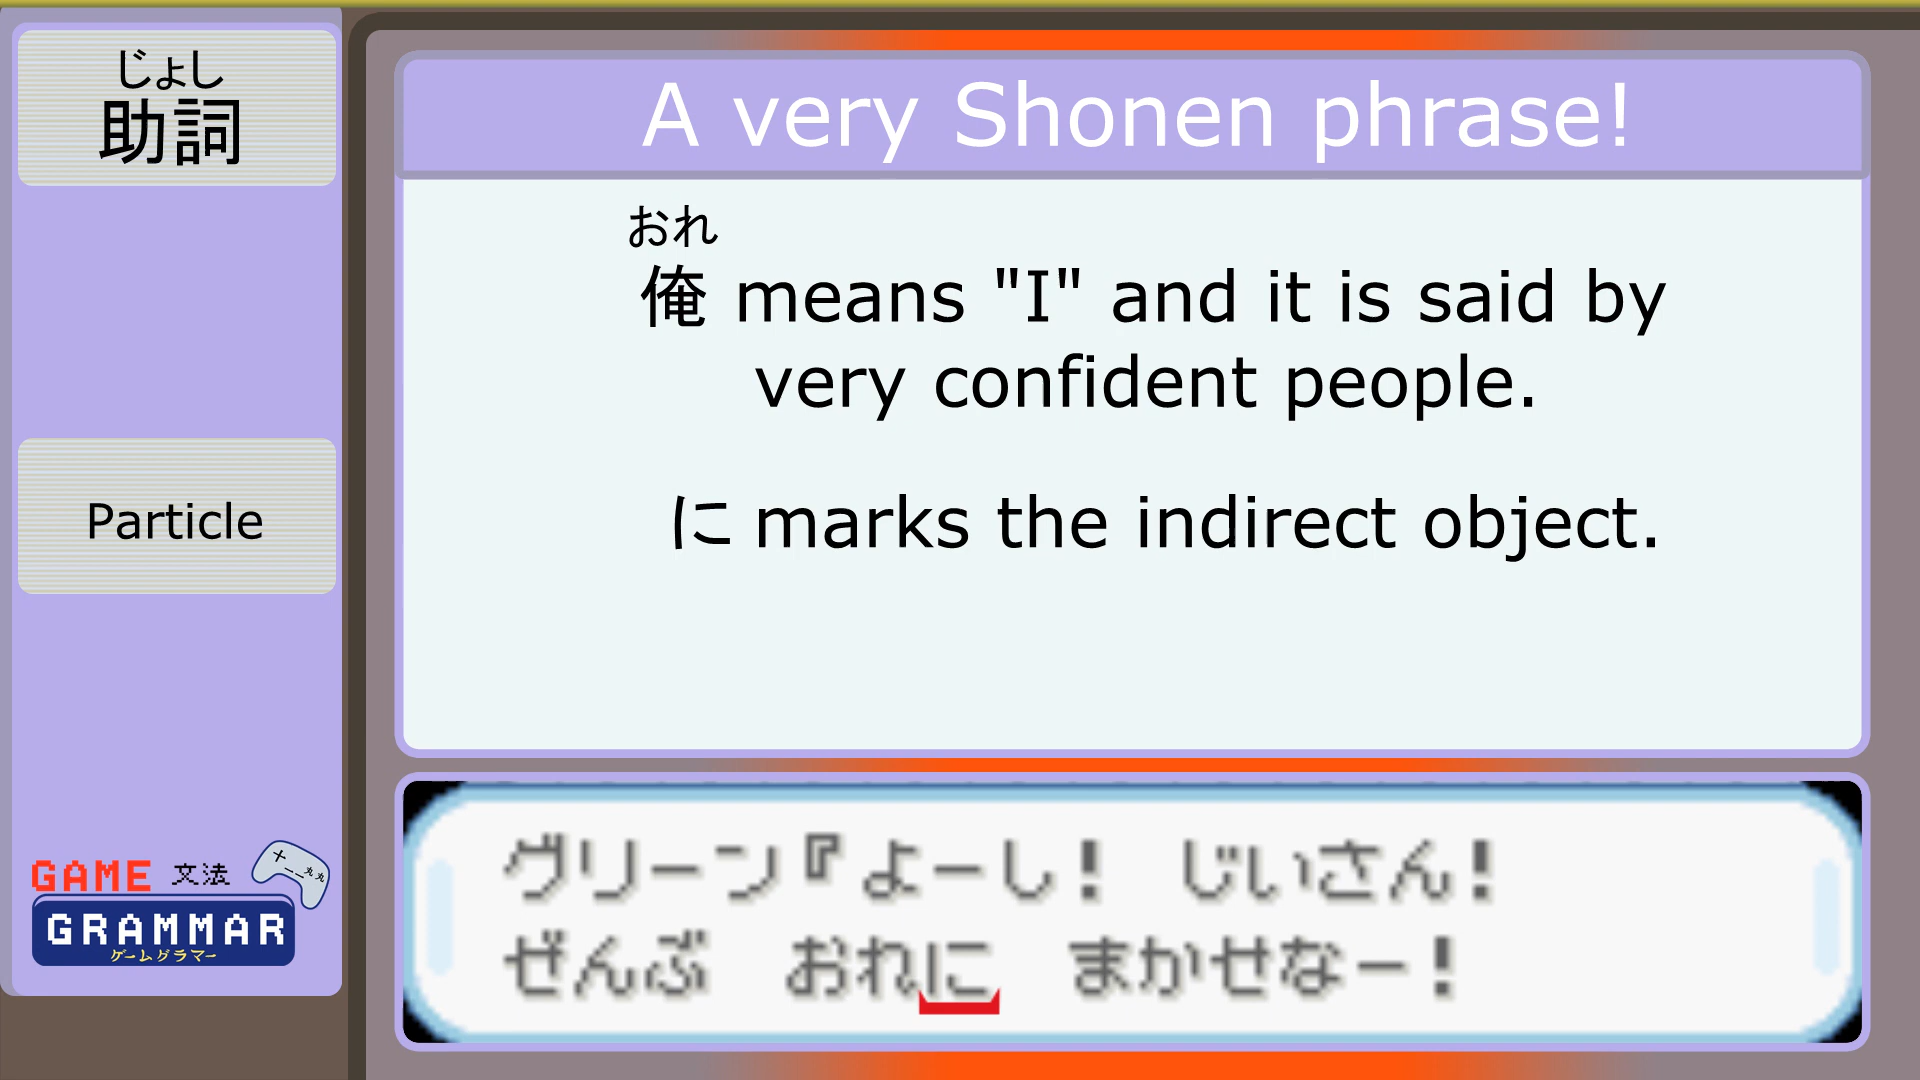 じょし
助詞
Particle
GAME 文法
GRAMMAR
ゲームグラマー
A very Shonen phrase!
おれ
俺 means "I" and it is said by
very confident people.
に marks the indirect object.
グリーン『よーし! じいさん!
ぜんぶ おれに まかせなー!